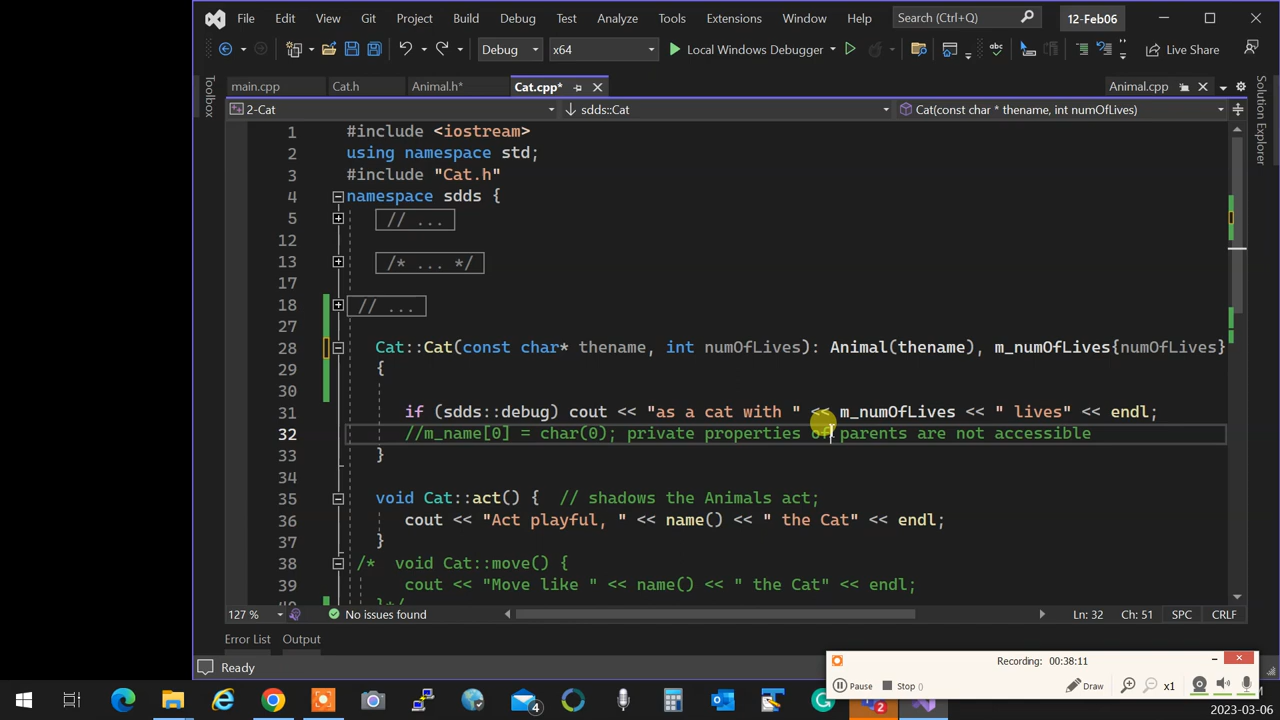 File Edit View Git Project Build Debug Test Analyze Tools Extensions Window Help Search (Ctrl+Q) 12-Feb06
Debug x64 Local Windows Debugger Live Share
main.cpp Cat.h Animal.h* Cat.cpp* Animal.cpp
2-Cat sdds::Cat Cat(const char * thename, int numOfLives)
Toolbox
Solution Explorer
1 #include <iostream>
2 using namespace std;
3 #include "Cat.h"
4 namespace sdds {
5 // ...
12
13 /* ... */
17
18 // ...
27
28 Cat::Cat(const char* thename, int numOfLives): Animal(thename), m_numOfLives{numOfLives}
29 {
30
31 if (sdds::debug) cout << "as a cat with " << m_numOfLives << " lives" << endl;
32 //m_name[0] = char(0); private properties of parents are not accessible
33 }
34
35 void Cat::act() { // shadows the Animals act;
36 cout << "Act playful, " << name() << " the Cat" << endl;
37 }
38 /* void Cat::move() {
39 cout << "Move like " << name() << " the Cat" << endl;
}*/
127 % No issues found Ln: 32 Ch: 51 SPC CRLF
Error List Output
Ready
Recording: 00:38:11
Pause Stop () Draw x1
4
2
2023-03-06